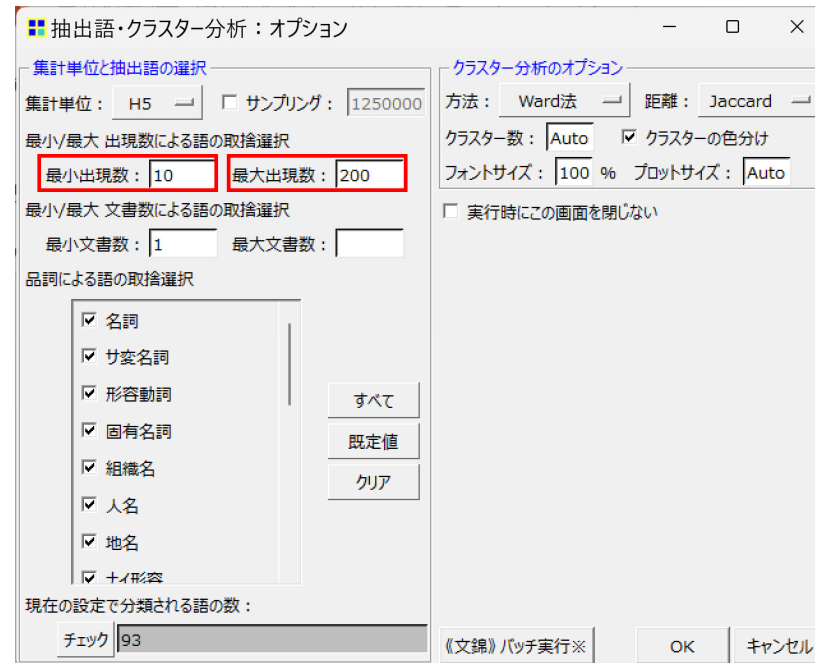 抽出語・クラスター分析：オプション
集計単位と抽出語の選択
集計単位： H5 サンプリング： 1250000
最小/最大 出現数による語の取捨選択
最小出現数： 10 最大出現数： 200
最小/最大 文書数による語の取捨選択
最小文書数： 1 最大文書数：
品詞による語の取捨選択
名詞
サ変名詞
形容動詞
固有名詞
組織名
人名
地名
ナイ形容
すべて
既定値
クリア
現在の設定で分類される語の数：
チェック 93
クラスター分析のオプション
方法： Ward法 距離： Jaccard
クラスター数： Auto クラスターの色分け
フォントサイズ： 100 % プロットサイズ： Auto
実行時にこの画面を閉じない
《文錦》バッチ実行※ OK キャンセル